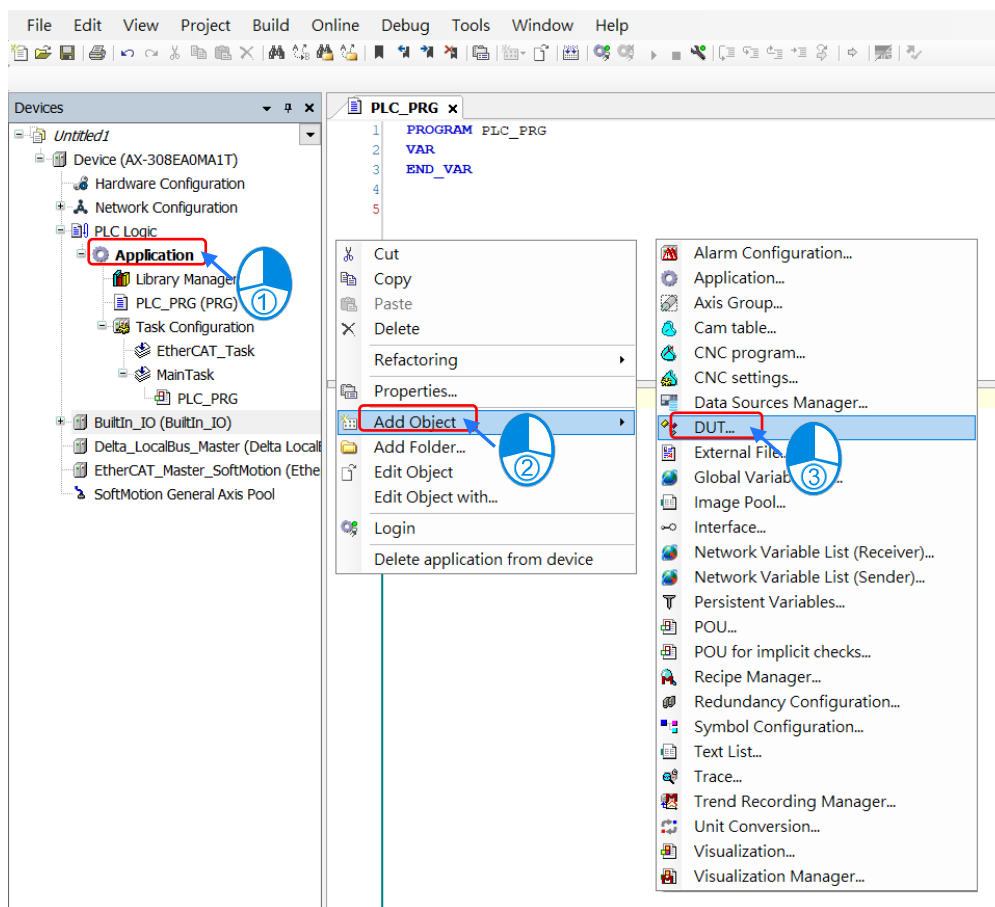 File Edit View Project Build Online Debug Tools Window Help
Devices
Untitled1
Device (AX-308EA0MA1T)
Hardware Configuration
Network Configuration
PLC Logic
Application
Library Manager
PLC_PRG (PRG)
Task Configuration
EtherCAT_Task
MainTask
PLC_PRG
BuiltIn_IO (BuiltIn_IO)
Delta_LocalBus_Master (Delta LocalB
EtherCAT_Master_SoftMotion (Ethe
SoftMotion General Axis Pool
①
PLC_PRG x
1 PROGRAM PLC_PRG
2 VAR
3 END_VAR
4
5
Cut
Copy
Paste
Delete
Refactoring
Properties...
Add Object
Add Folder...
Edit Object
Edit Object with...
Login
Delete application from device
②
Alarm Configuration...
Application...
Axis Group...
Cam table...
CNC program...
CNC settings...
Data Sources Manager...
DUT...
External File...
Global Variab
Image Pool...
Interface...
Network Variable List (Receiver)...
Network Variable List (Sender)...
Persistent Variables...
POU...
POU for implicit checks...
Recipe Manager...
Redundancy Configuration...
Symbol Configuration...
Text List...
Trace...
Trend Recording Manager...
Unit Conversion...
Visualization...
Visualization Manager...
③